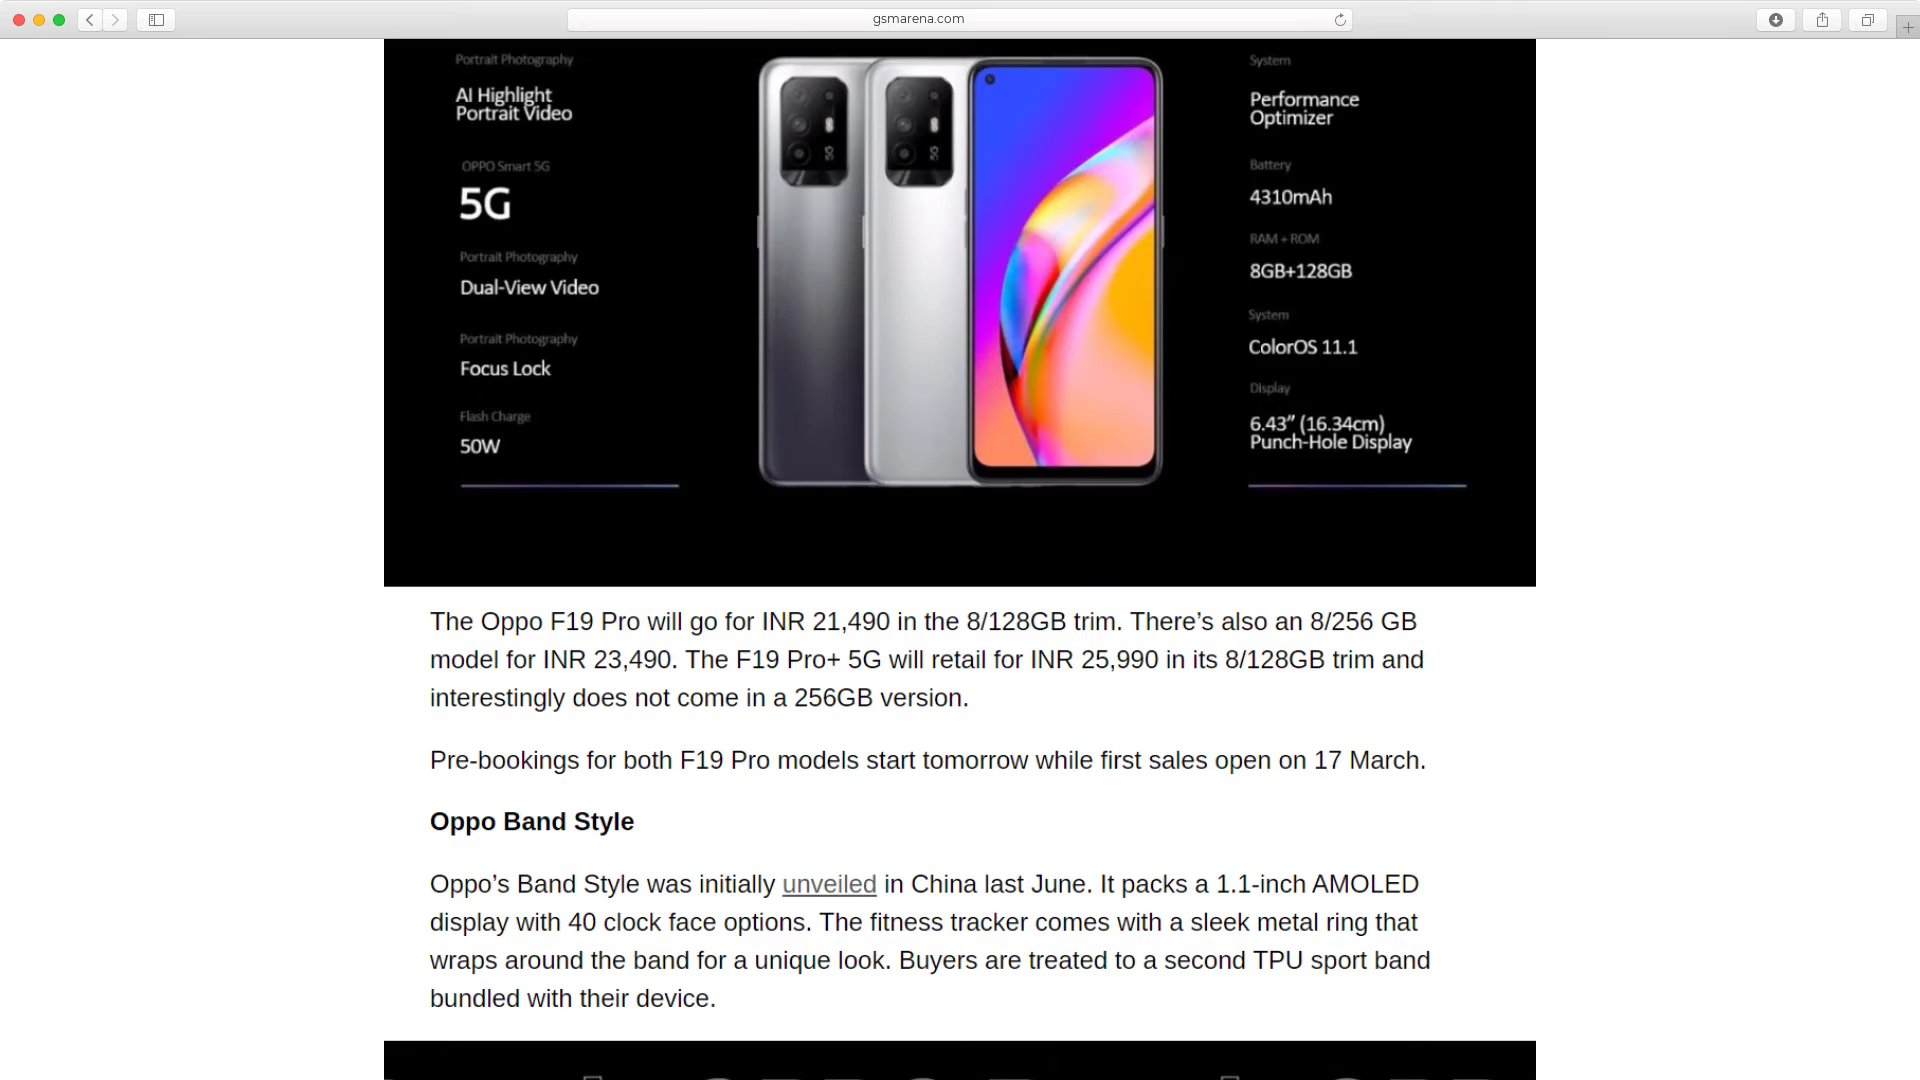 gsmarena.com
Portrait Photography
AI Highlight
Portrait Video
OPPO Smart 5G
5G
Portrait Photography
Dual-View Video
Portrait Photography
Focus Lock
Flash Charge
50W
5G
5G
System
Performance
Optimizer
Battery
4310mAh
RAM + ROM
8GB+128GB
System
ColorOS 11.1
Display
6.43” (16.34cm)
Punch-Hole Display
The Oppo F19 Pro will go for INR 21,490 in the 8/128GB trim. There’s also an 8/256 GB
model for INR 23,490. The F19 Pro+ 5G will retail for INR 25,990 in its 8/128GB trim and
interestingly does not come in a 256GB version.
Pre-bookings for both F19 Pro models start tomorrow while first sales open on 17 March.
Oppo Band Style
Oppo’s Band Style was initially unveiled in China last June. It packs a 1.1-inch AMOLED
display with 40 clock face options. The fitness tracker comes with a sleek metal ring that
wraps around the band for a unique look. Buyers are treated to a second TPU sport band
bundled with their device.